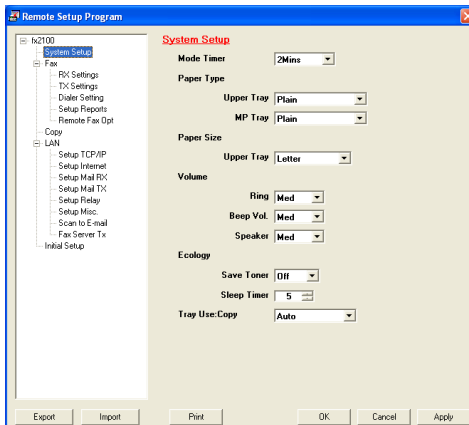 Remote Setup Program
fx2100
System Setup
Fax
RX Settings
TX Settings
Dialer Setting
Setup Reports
Remote Fax Opt
Copy
LAN
Setup TCP/IP
Setup Internet
Setup Mail RX
Setup Mail TX
Setup Relay
Setup Misc.
Scan to E-mail
Fax Server Tx
Initial Setup
System Setup
Mode Timer 2Mins
Paper Type
Upper Tray Plain
MP Tray Plain
Paper Size
Upper Tray Letter
Volume
Ring Med
Beep Vol. Med
Speaker Med
Ecology
Save Toner Off
Sleep Timer 5
Tray Use:Copy Auto
Export Import Print OK Cancel Apply